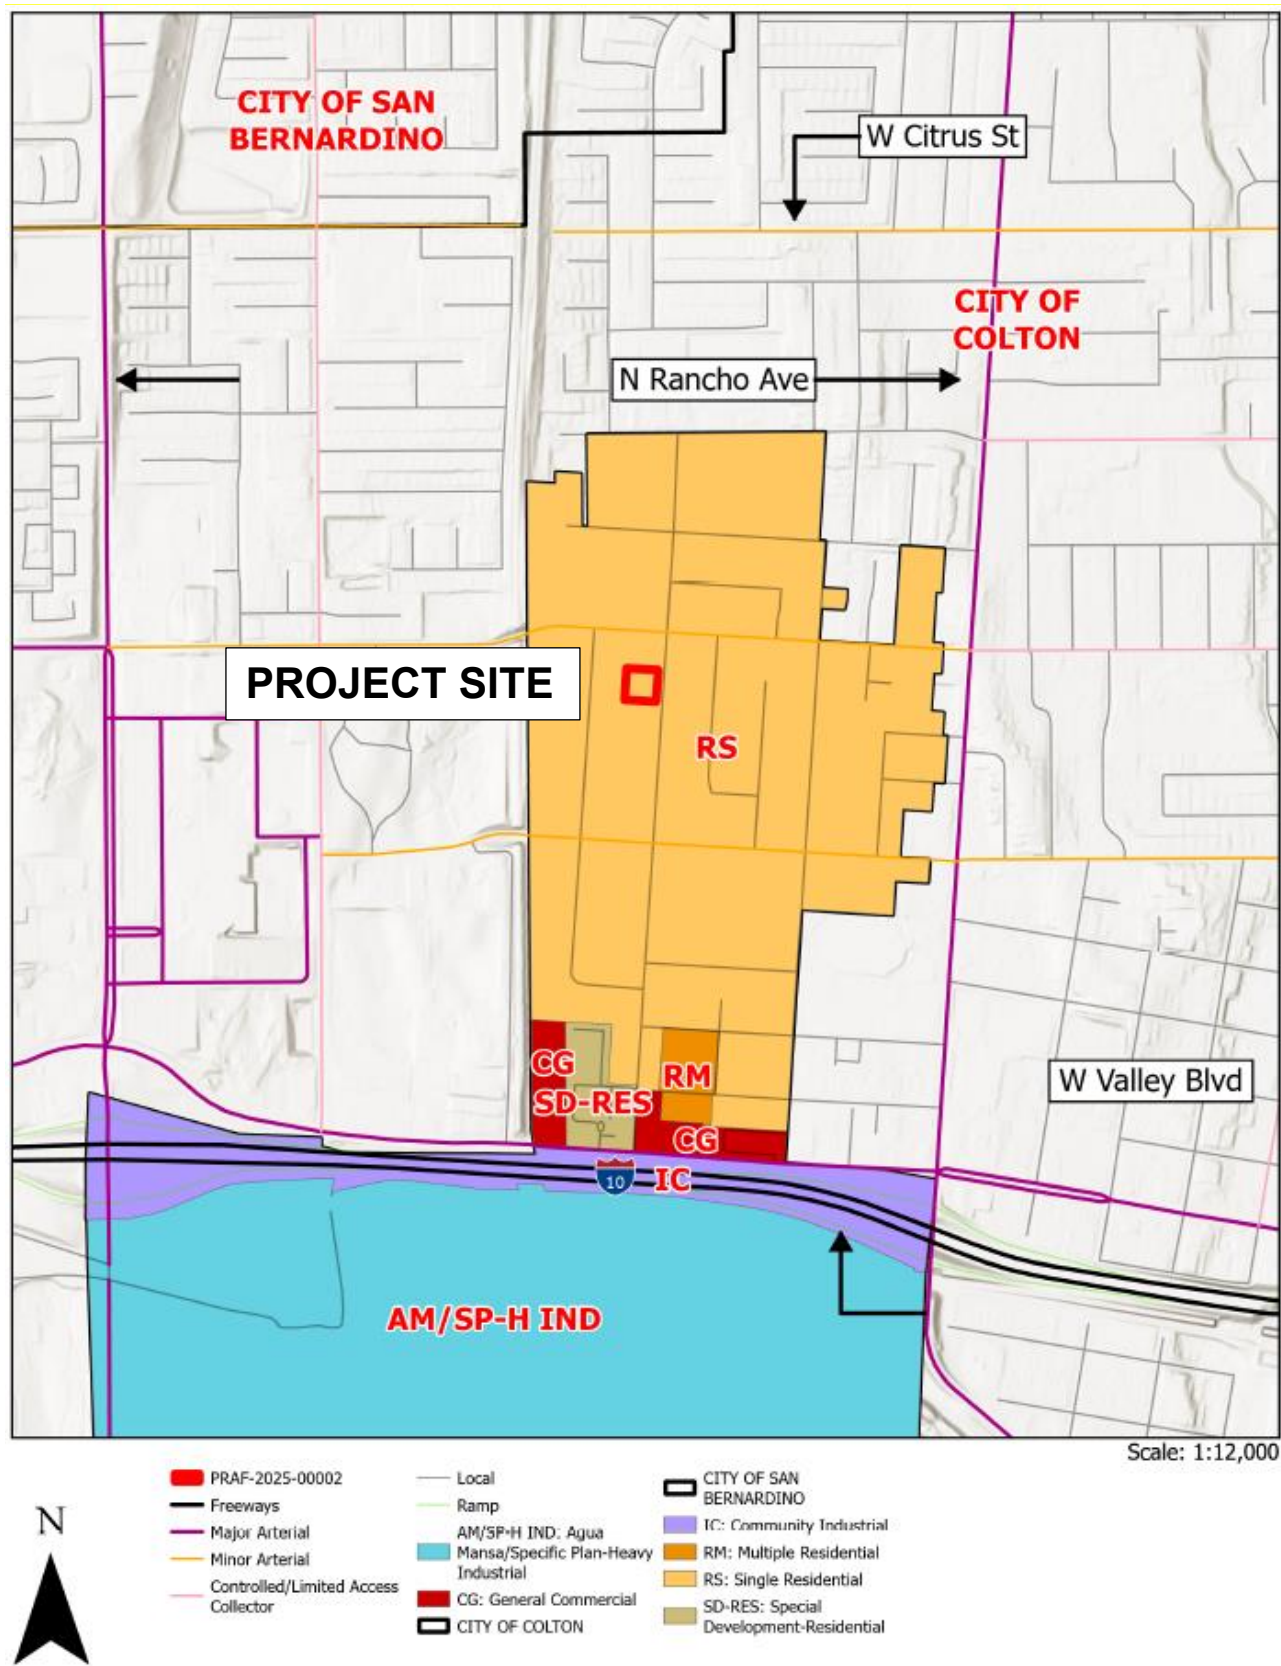 CITY OF SAN
BERNARDINO
W Citrus St
CITY OF
COLTON
N Rancho Ave
PROJECT SITE
RS
CG
RM
SD-RES
W Valley Blvd
CG
10
IC
AM/SP-H IND
Scale: 1:12,000
N
PRAF-2025-00002
Freeways
Major Arterial
Minor Arterial
Controlled/Limited Access
Collector
Local
Ramp
AM/SP-H IND: Agua
Mansa/Specific Plan-Heavy
Industrial
CG: General Commercial
CITY OF COLTON
CITY OF SAN
BERNARDINO
IC: Community Industrial
RM: Multiple Residential
RS: Single Residential
SD-RES: Special
Development-Residential